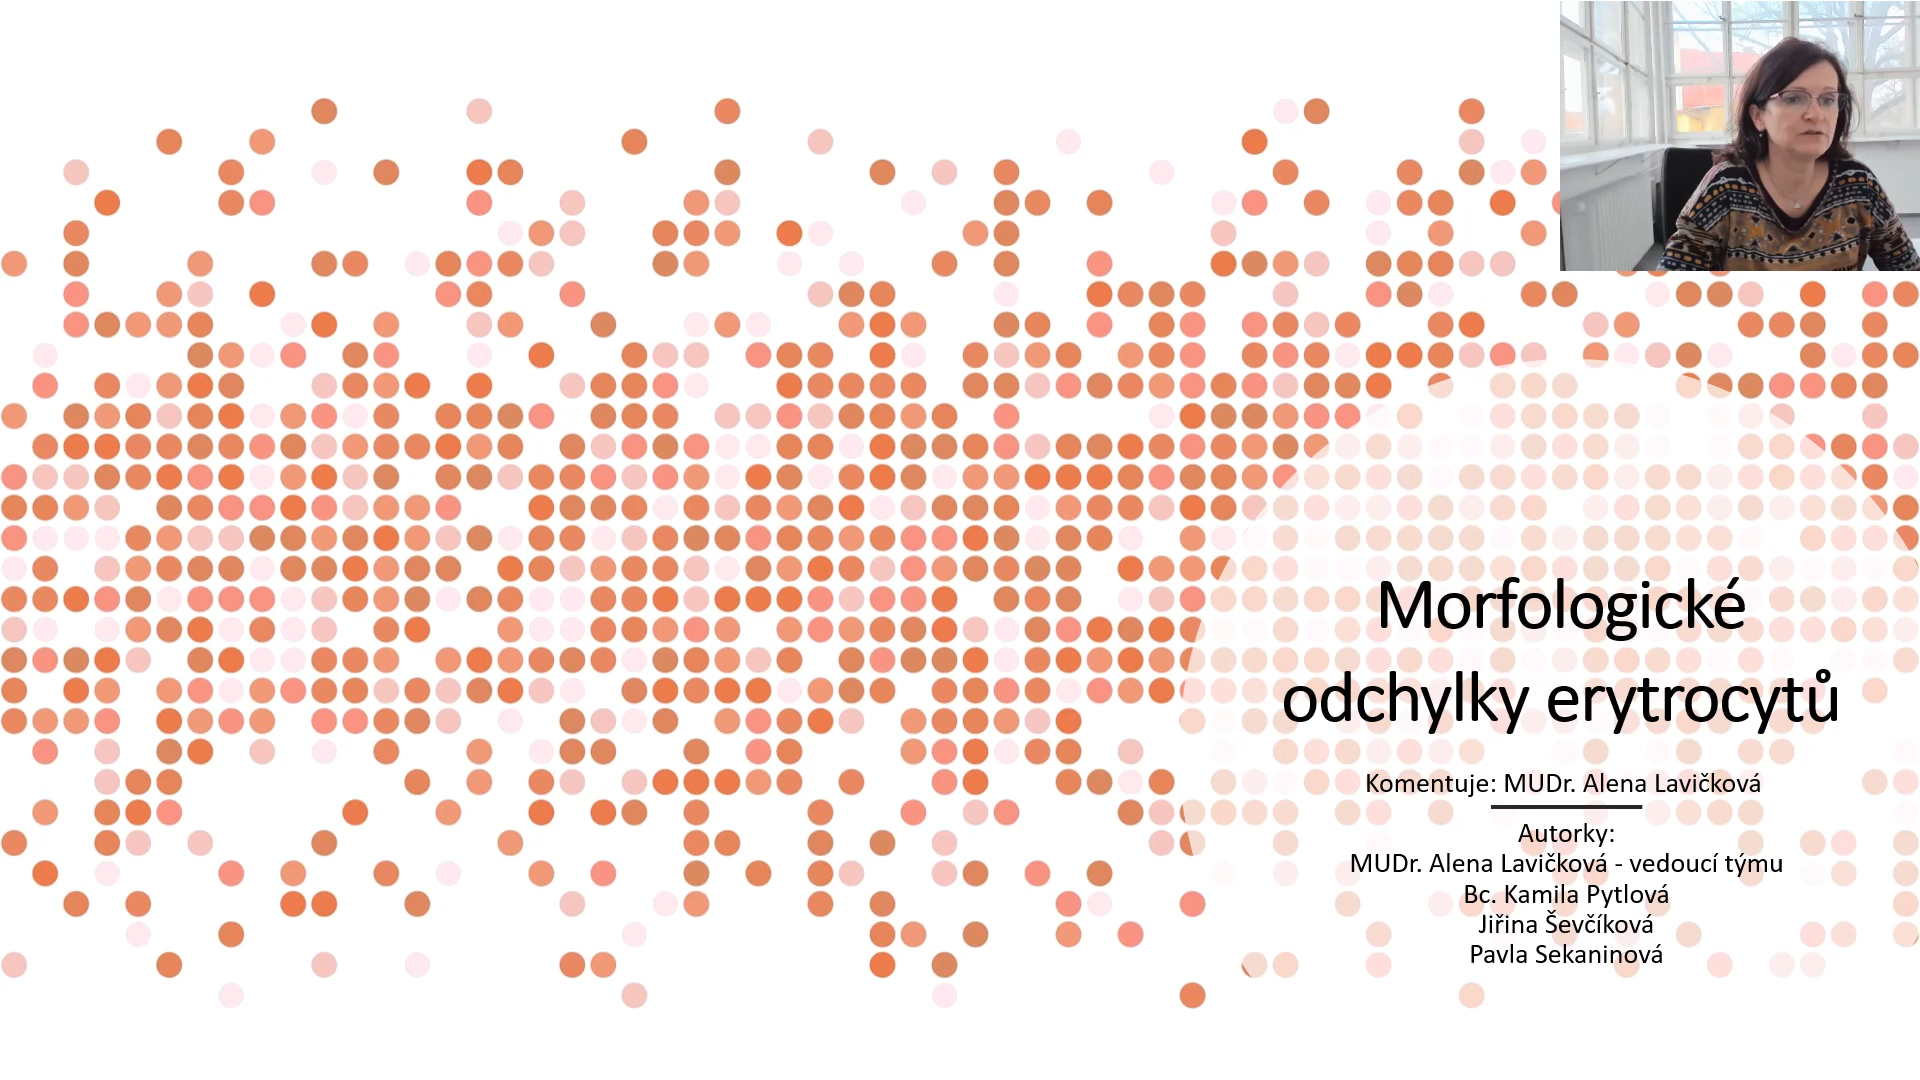 Morfologické
odchylky erytrocytů
Komentuje: MUDr. Alena Lavičková
Autorky:
MUDr. Alena Lavičková - vedoucí týmu
Bc. Kamila Pytlová
Jiřina Ševčíková
Pavla Sekaninová